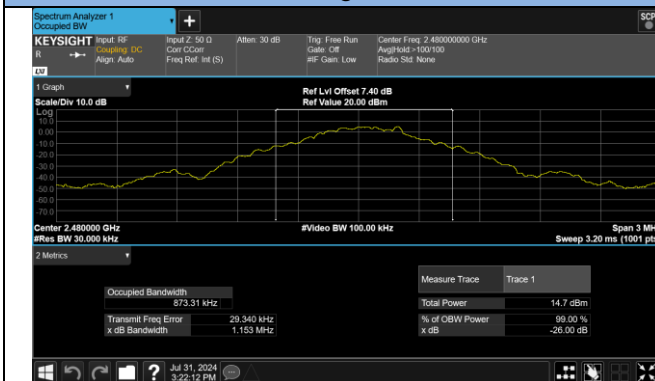 Spectrum Analyzer 1
Occupied BW
+
KEYSIGHT
R
LXI
Input: RF
Coupling: DC
Align: Auto
Input Z: 50 Ω
Corr CCorr
Freq Ref: Int (S)
Atten: 30 dB
Trig: Free Run
Gate: Off
#IF Gain: Low
Center Freq: 2.480000000 GHz
Avg|Hold:>100/100
Radio Std: None
1 Graph
Scale/Div 10.0 dB
Ref Lvl Offset 7.40 dB
Ref Value 20.00 dBm
Log
10.0
0.00
-10.0
-20.0
-30.0
-40.0
-50.0
-60.0
-70.0
Center 2.480000 GHz
#Res BW 30.000 kHz
#Video BW 100.00 kHz
Span 3 MH
Sweep 3.20 ms (1001 pts
2 Metrics
Measure Trace Trace 1
Occupied Bandwidth
873.31 kHz
Total Power 14.7 dBm
Transmit Freq Error 29.340 kHz
% of OBW Power 99.00 %
x dB Bandwidth 1.153 MHz
x dB -26.00 dB
?
Jul 31, 2024
3:22:12 PM